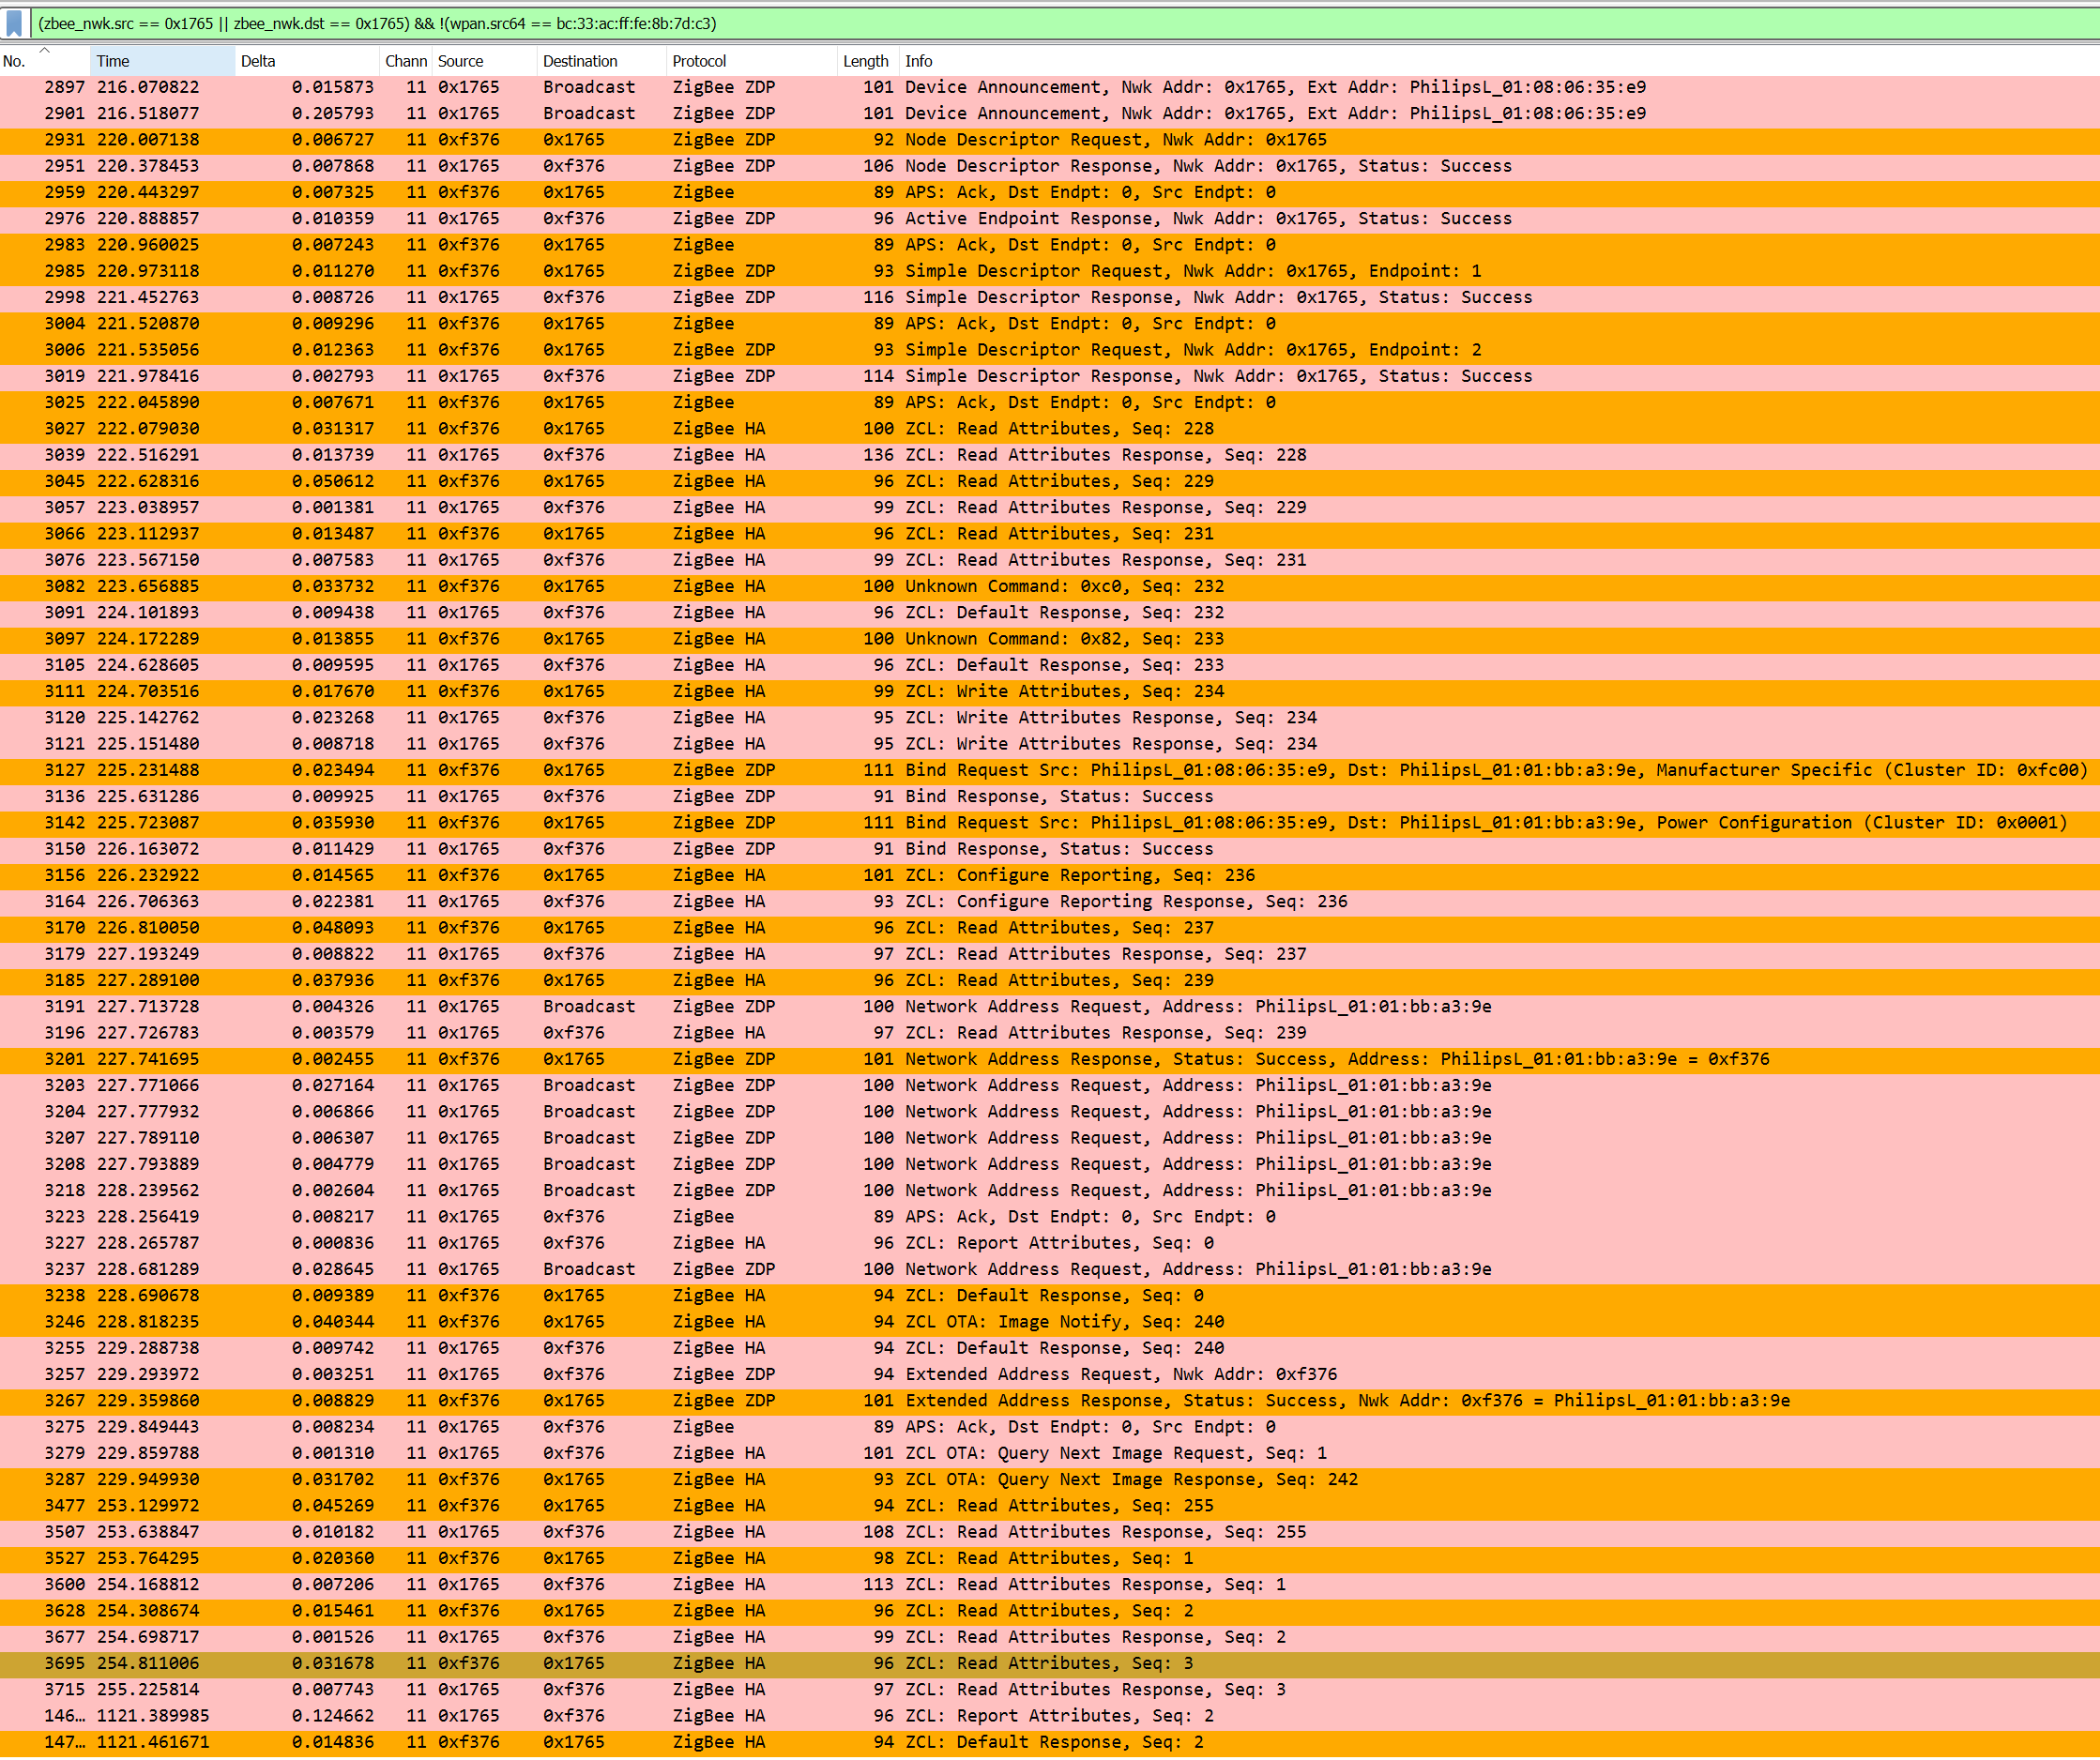 (zbee_nwk.src == 0x1765 || zbee_nwk.dst == 0x1765) && !(wpan.src64 == bc:33:ac:ff:fe:8b:7d:c3)
No. Time Delta Chann Source Destination Protocol Length Info
2897 216.070822 0.015873 11 0x1765 Broadcast ZigBee ZDP 101 Device Announcement, Nwk Addr: 0x1765, Ext Addr: PhilipsL_01:08:06:35:e9
2901 216.518077 0.205793 11 0x1765 Broadcast ZigBee ZDP 101 Device Announcement, Nwk Addr: 0x1765, Ext Addr: PhilipsL_01:08:06:35:e9
2931 220.007138 0.006727 11 0xf376 0x1765 ZigBee ZDP 92 Node Descriptor Request, Nwk Addr: 0x1765
2951 220.378453 0.007868 11 0x1765 0xf376 ZigBee ZDP 106 Node Descriptor Response, Nwk Addr: 0x1765, Status: Success
2959 220.443297 0.007325 11 0xf376 0x1765 ZigBee 89 APS: Ack, Dst Endpt: 0, Src Endpt: 0
2976 220.888857 0.010359 11 0x1765 0xf376 ZigBee ZDP 96 Active Endpoint Response, Nwk Addr: 0x1765, Status: Success
2983 220.960025 0.007243 11 0xf376 0x1765 ZigBee 89 APS: Ack, Dst Endpt: 0, Src Endpt: 0
2985 220.973118 0.011270 11 0xf376 0x1765 ZigBee ZDP 93 Simple Descriptor Request, Nwk Addr: 0x1765, Endpoint: 1
2998 221.452763 0.008726 11 0x1765 0xf376 ZigBee ZDP 116 Simple Descriptor Response, Nwk Addr: 0x1765, Status: Success
3004 221.520870 0.009296 11 0xf376 0x1765 ZigBee 89 APS: Ack, Dst Endpt: 0, Src Endpt: 0
3006 221.535056 0.012363 11 0xf376 0x1765 ZigBee ZDP 93 Simple Descriptor Request, Nwk Addr: 0x1765, Endpoint: 2
3019 221.978416 0.002793 11 0x1765 0xf376 ZigBee ZDP 114 Simple Descriptor Response, Nwk Addr: 0x1765, Status: Success
3025 222.045890 0.007671 11 0xf376 0x1765 ZigBee 89 APS: Ack, Dst Endpt: 0, Src Endpt: 0
3027 222.079030 0.031317 11 0xf376 0x1765 ZigBee HA 100 ZCL: Read Attributes, Seq: 228
3039 222.516291 0.013739 11 0x1765 0xf376 ZigBee HA 136 ZCL: Read Attributes Response, Seq: 228
3045 222.628316 0.050612 11 0xf376 0x1765 ZigBee HA 96 ZCL: Read Attributes, Seq: 229
3057 223.038957 0.001381 11 0x1765 0xf376 ZigBee HA 99 ZCL: Read Attributes Response, Seq: 229
3066 223.112937 0.013487 11 0xf376 0x1765 ZigBee HA 96 ZCL: Read Attributes, Seq: 231
3076 223.567150 0.007583 11 0x1765 0xf376 ZigBee HA 99 ZCL: Read Attributes Response, Seq: 231
3082 223.656885 0.033732 11 0xf376 0x1765 ZigBee HA 100 Unknown Command: 0xc0, Seq: 232
3091 224.101893 0.009438 11 0x1765 0xf376 ZigBee HA 96 ZCL: Default Response, Seq: 232
3097 224.172289 0.013855 11 0xf376 0x1765 ZigBee HA 100 Unknown Command: 0x82, Seq: 233
3105 224.628605 0.009595 11 0x1765 0xf376 ZigBee HA 96 ZCL: Default Response, Seq: 233
3111 224.703516 0.017670 11 0xf376 0x1765 ZigBee HA 99 ZCL: Write Attributes, Seq: 234
3120 225.142762 0.023268 11 0x1765 0xf376 ZigBee HA 95 ZCL: Write Attributes Response, Seq: 234
3121 225.151480 0.008718 11 0x1765 0xf376 ZigBee HA 95 ZCL: Write Attributes Response, Seq: 234
3127 225.231488 0.023494 11 0xf376 0x1765 ZigBee ZDP 111 Bind Request Src: PhilipsL_01:08:06:35:e9, Dst: PhilipsL_01:01:bb:a3:9e, Manufacturer Specific (Cluster ID: 0xfc00)
3136 225.631286 0.009925 11 0x1765 0xf376 ZigBee ZDP 91 Bind Response, Status: Success
3142 225.723087 0.035930 11 0xf376 0x1765 ZigBee ZDP 111 Bind Request Src: PhilipsL_01:08:06:35:e9, Dst: PhilipsL_01:01:bb:a3:9e, Power Configuration (Cluster ID: 0x0001)
3150 226.163072 0.011429 11 0x1765 0xf376 ZigBee ZDP 91 Bind Response, Status: Success
3156 226.232922 0.014565 11 0xf376 0x1765 ZigBee HA 101 ZCL: Configure Reporting, Seq: 236
3164 226.706363 0.022381 11 0x1765 0xf376 ZigBee HA 93 ZCL: Configure Reporting Response, Seq: 236
3170 226.810050 0.048093 11 0xf376 0x1765 ZigBee HA 96 ZCL: Read Attributes, Seq: 237
3179 227.193249 0.008822 11 0x1765 0xf376 ZigBee HA 97 ZCL: Read Attributes Response, Seq: 237
3185 227.289100 0.037936 11 0xf376 0x1765 ZigBee HA 96 ZCL: Read Attributes, Seq: 239
3191 227.713728 0.004326 11 0x1765 Broadcast ZigBee ZDP 100 Network Address Request, Address: PhilipsL_01:01:bb:a3:9e
3196 227.726783 0.003579 11 0x1765 0xf376 ZigBee HA 97 ZCL: Read Attributes Response, Seq: 239
3201 227.741695 0.002455 11 0xf376 0x1765 ZigBee ZDP 101 Network Address Response, Status: Success, Address: PhilipsL_01:01:bb:a3:9e = 0xf376
3203 227.771066 0.027164 11 0x1765 Broadcast ZigBee ZDP 100 Network Address Request, Address: PhilipsL_01:01:bb:a3:9e
3204 227.777932 0.006866 11 0x1765 Broadcast ZigBee ZDP 100 Network Address Request, Address: PhilipsL_01:01:bb:a3:9e
3207 227.789110 0.006307 11 0x1765 Broadcast ZigBee ZDP 100 Network Address Request, Address: PhilipsL_01:01:bb:a3:9e
3208 227.793889 0.004779 11 0x1765 Broadcast ZigBee ZDP 100 Network Address Request, Address: PhilipsL_01:01:bb:a3:9e
3218 228.239562 0.002604 11 0x1765 Broadcast ZigBee ZDP 100 Network Address Request, Address: PhilipsL_01:01:bb:a3:9e
3223 228.256419 0.008217 11 0x1765 0xf376 ZigBee 89 APS: Ack, Dst Endpt: 0, Src Endpt: 0
3227 228.265787 0.000836 11 0x1765 0xf376 ZigBee HA 96 ZCL: Report Attributes, Seq: 0
3237 228.681289 0.028645 11 0x1765 Broadcast ZigBee ZDP 100 Network Address Request, Address: PhilipsL_01:01:bb:a3:9e
3238 228.690678 0.009389 11 0xf376 0x1765 ZigBee HA 94 ZCL: Default Response, Seq: 0
3246 228.818235 0.040344 11 0xf376 0x1765 ZigBee HA 94 ZCL OTA: Image Notify, Seq: 240
3255 229.288738 0.009742 11 0x1765 0xf376 ZigBee HA 94 ZCL: Default Response, Seq: 240
3257 229.293972 0.003251 11 0x1765 0xf376 ZigBee ZDP 94 Extended Address Request, Nwk Addr: 0xf376
3267 229.359860 0.008829 11 0xf376 0x1765 ZigBee ZDP 101 Extended Address Response, Status: Success, Nwk Addr: 0xf376 = PhilipsL_01:01:bb:a3:9e
3275 229.849443 0.008234 11 0x1765 0xf376 ZigBee 89 APS: Ack, Dst Endpt: 0, Src Endpt: 0
3279 229.859788 0.001310 11 0x1765 0xf376 ZigBee HA 101 ZCL OTA: Query Next Image Request, Seq: 1
3287 229.949930 0.031702 11 0xf376 0x1765 ZigBee HA 93 ZCL OTA: Query Next Image Response, Seq: 242
3477 253.129972 0.045269 11 0xf376 0x1765 ZigBee HA 94 ZCL: Read Attributes, Seq: 255
3507 253.638847 0.010182 11 0x1765 0xf376 ZigBee HA 108 ZCL: Read Attributes Response, Seq: 255
3527 253.764295 0.020360 11 0xf376 0x1765 ZigBee HA 98 ZCL: Read Attributes, Seq: 1
3600 254.168812 0.007206 11 0x1765 0xf376 ZigBee HA 113 ZCL: Read Attributes Response, Seq: 1
3628 254.308674 0.015461 11 0xf376 0x1765 ZigBee HA 96 ZCL: Read Attributes, Seq: 2
3677 254.698717 0.001526 11 0x1765 0xf376 ZigBee HA 99 ZCL: Read Attributes Response, Seq: 2
3695 254.811006 0.031678 11 0xf376 0x1765 ZigBee HA 96 ZCL: Read Attributes, Seq: 3
3715 255.225814 0.007743 11 0x1765 0xf376 ZigBee HA 97 ZCL: Read Attributes Response, Seq: 3
146… 1121.389985 0.124662 11 0x1765 0xf376 ZigBee HA 96 ZCL: Report Attributes, Seq: 2
147… 1121.461671 0.014836 11 0xf376 0x1765 ZigBee HA 94 ZCL: Default Response, Seq: 2